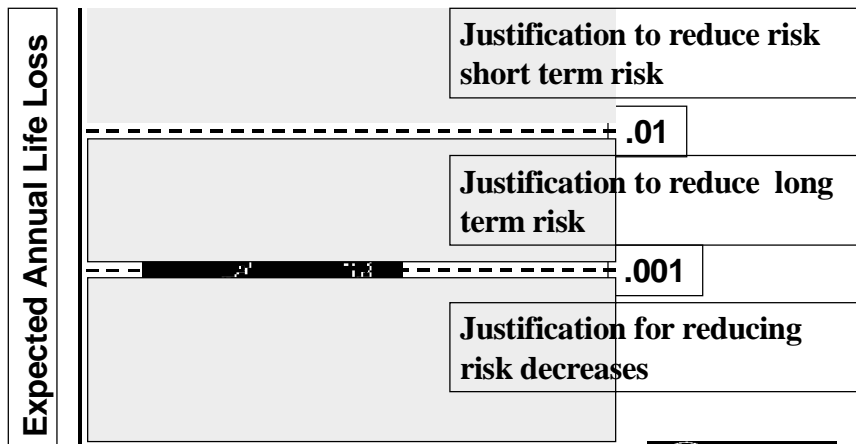 Expected Annual Life Loss
Justification to reduce risk
short term risk
.01
Justification to reduce long
term risk
.001
Justification for reducing
risk decreases